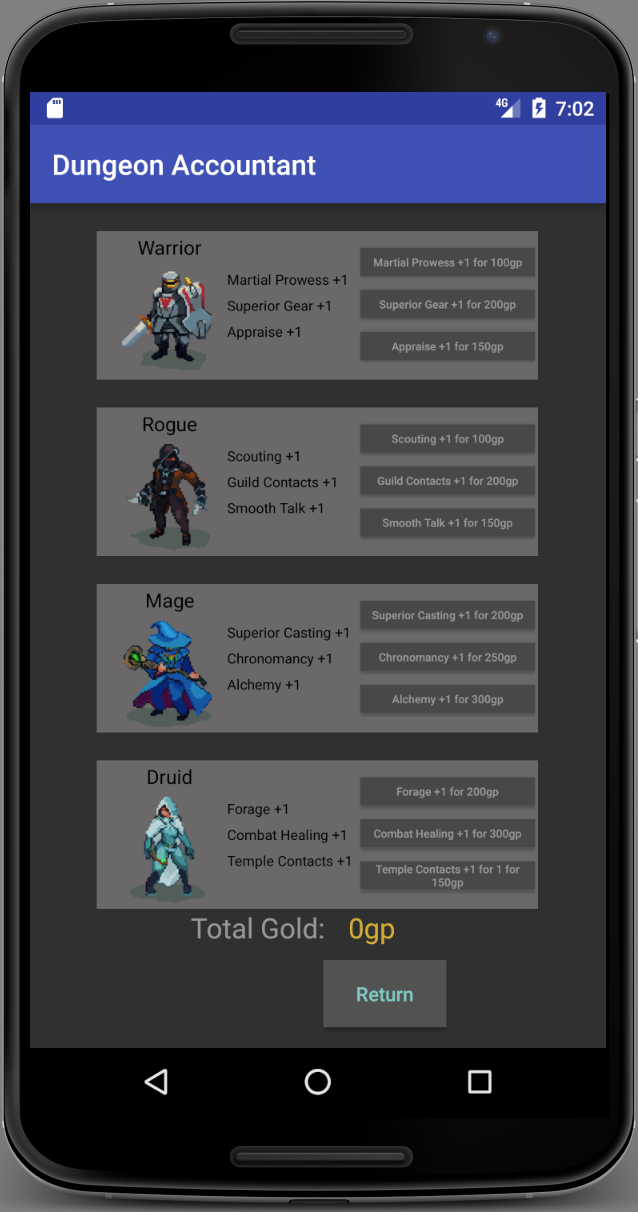 4G 7:02
Dungeon Accountant
Warrior
Martial Prowess +1
Superior Gear +1
Appraise +1
Martial Prowess +1 for 100gp
Superior Gear +1 for 200gp
Appraise +1 for 150gp
Rogue
Scouting +1
Guild Contacts +1
Smooth Talk +1
Scouting +1 for 100gp
Guild Contacts +1 for 200gp
Smooth Talk +1 for 150gp
Mage
Superior Casting +1
Chronomancy +1
Alchemy +1
Superior Casting +1 for 200gp
Chronomancy +1 for 250gp
Alchemy +1 for 300gp
Druid
Forage +1
Combat Healing +1
Temple Contacts +1
Forage +1 for 200gp
Combat Healing +1 for 300gp
Temple Contacts +1 for 1 for
150gp
Total Gold: 0gp
Return